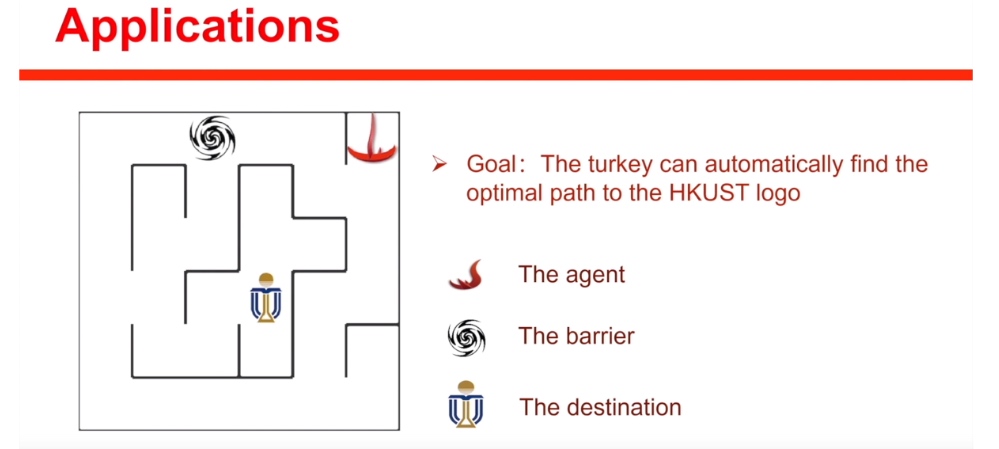 Applications
Goal: The turkey can automatically find the
optimal path to the HKUST logo
The agent
The barrier
The destination